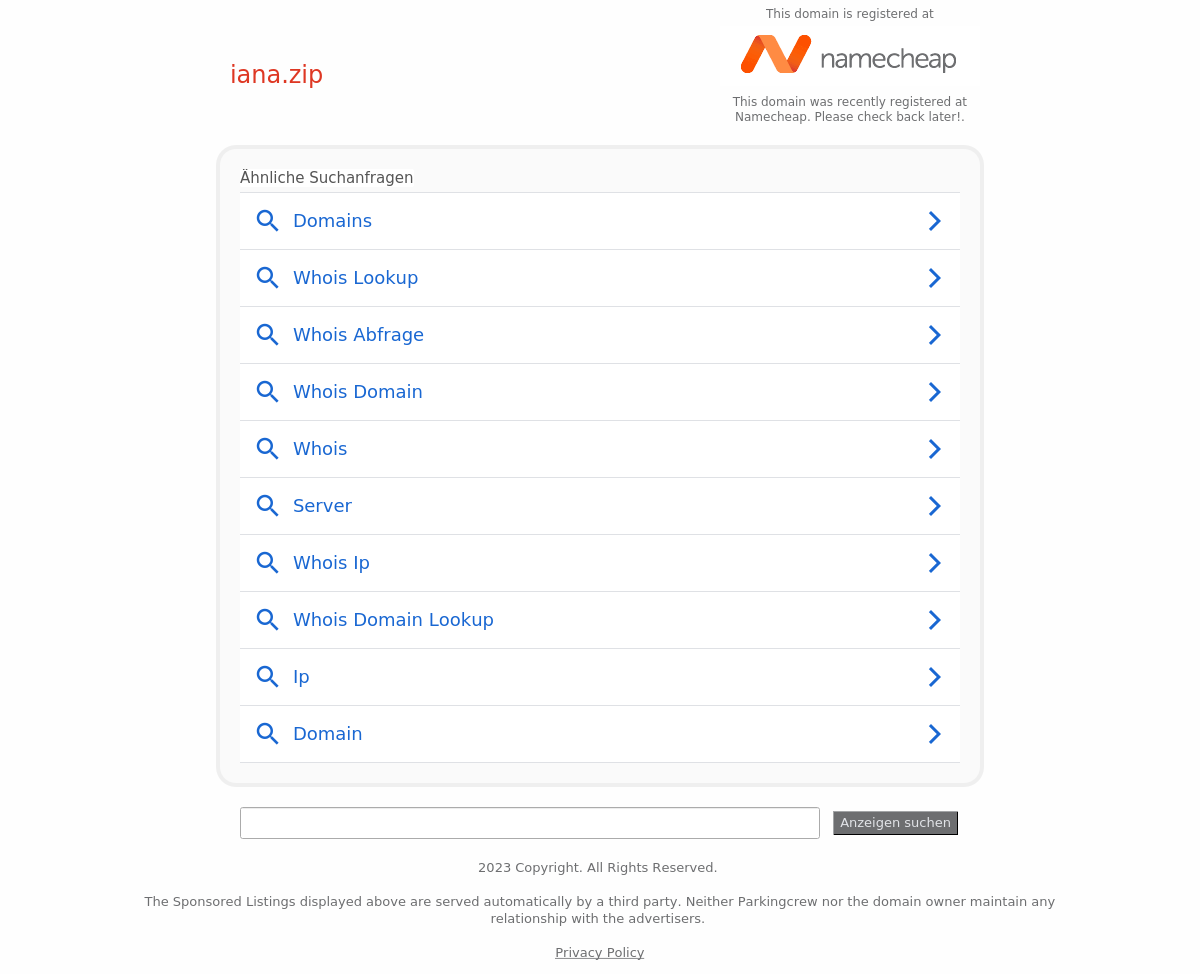 This domain is registered at
namecheap
iana.zip
This domain was recently registered at
Namecheap. Please check back later!.
Ähnliche Suchanfragen
Domains
Whois Lookup
Whois Abfrage
Whois Domain
Whois
Server
Whois Ip
Whois Domain Lookup
Ip
Domain
Anzeigen suchen
2023 Copyright. All Rights Reserved.
The Sponsored Listings displayed above are served automatically by a third party. Neither Parkingcrew nor the domain owner maintain any
relationship with the advertisers.
Privacy Policy